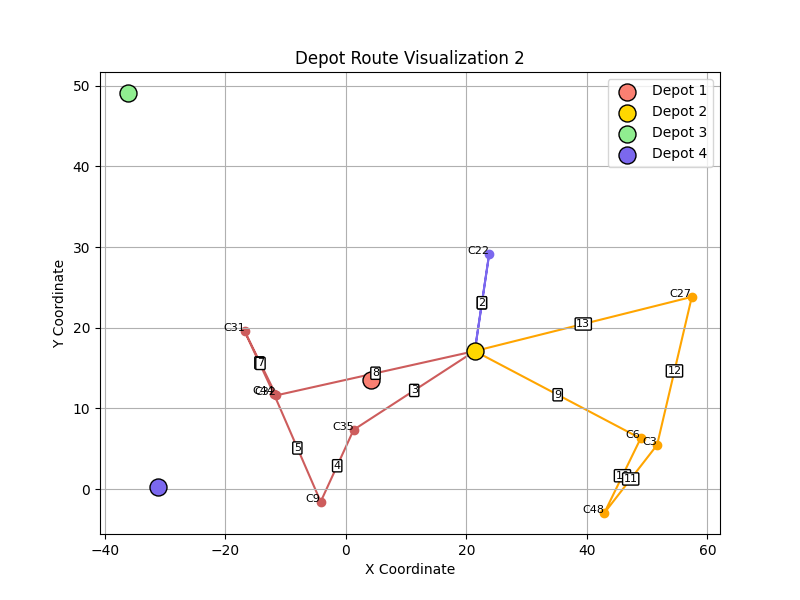 Depot Route Visualization 2
Depot 1
Depot 2
Depot 3
Depot 4
50
40
30
20
10
0
Y Coordinate
−40
−20
0
20
40
60
X Coordinate
C22
2
C27
13
C31
7
8
3
C35
9
12
C6
C3
5
4
11
C9
C48